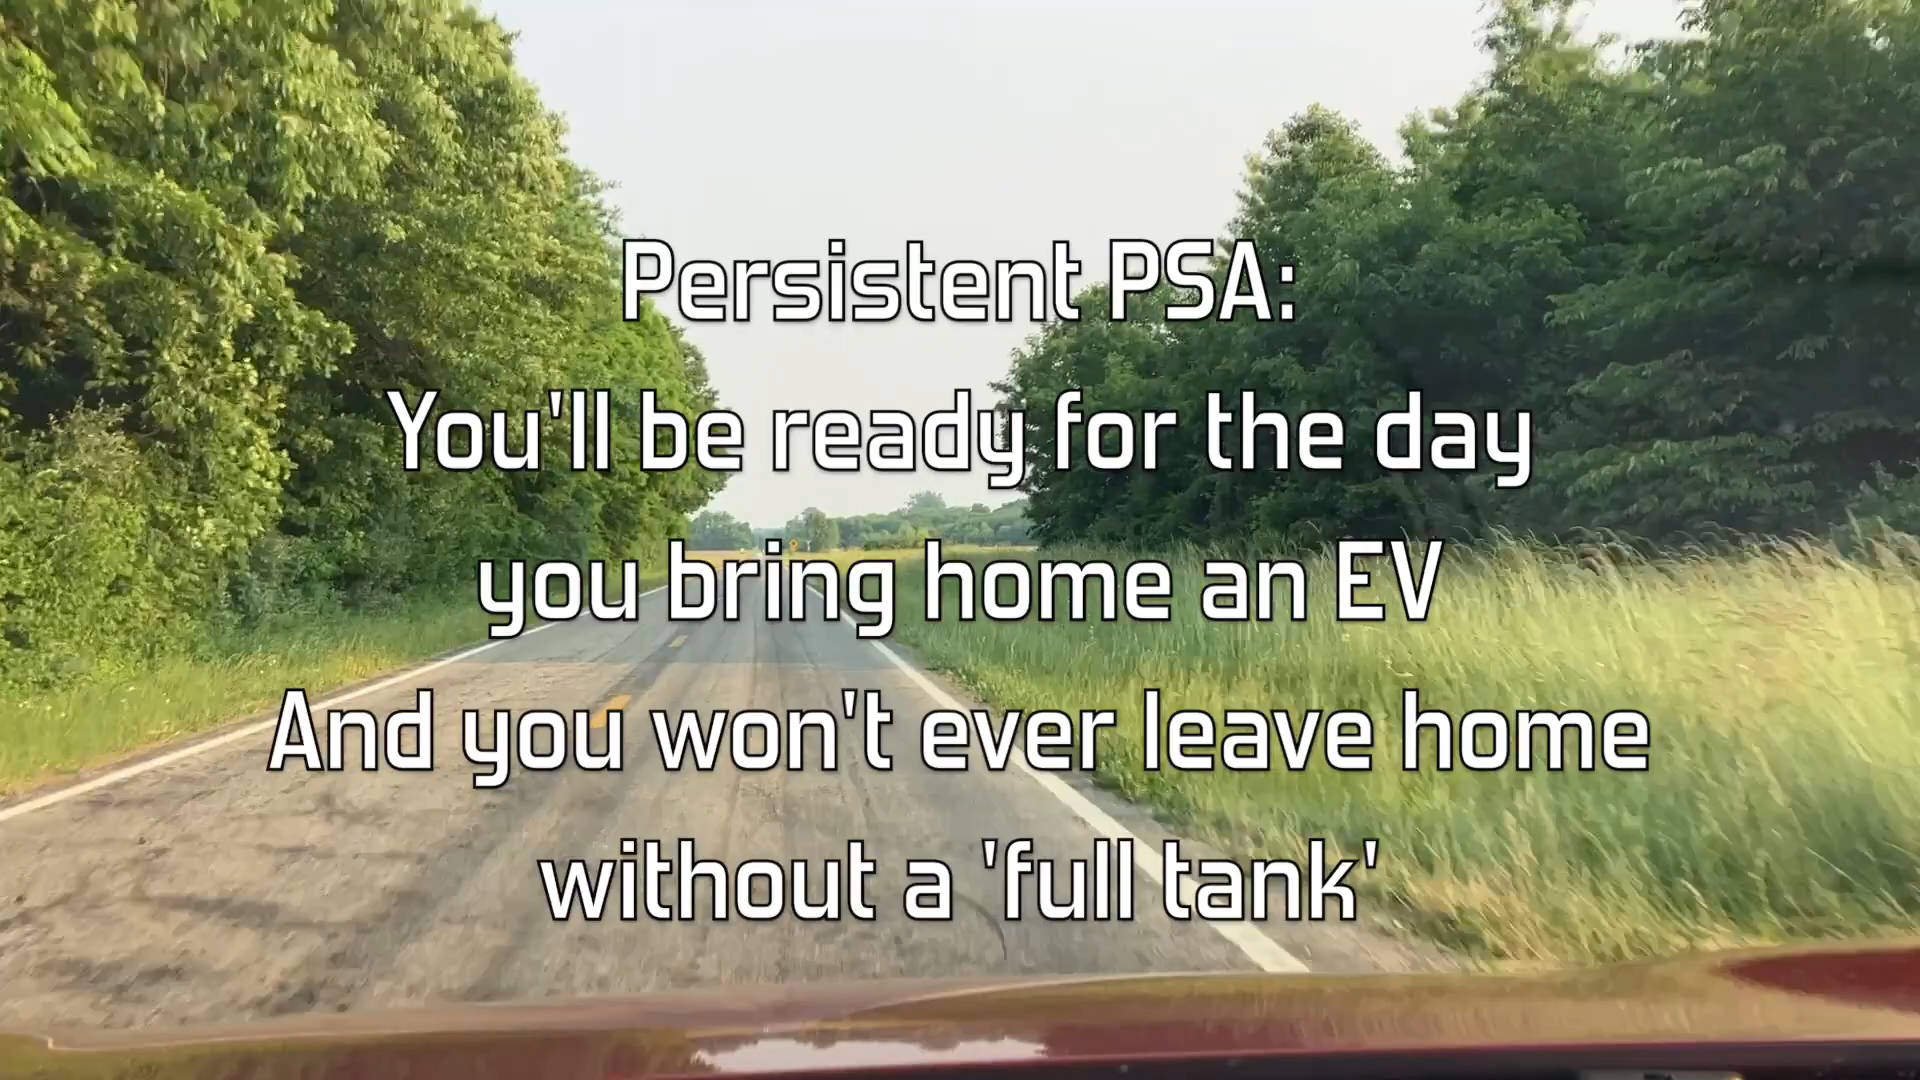 Persistent PSA:
You'll be ready for the day
you bring home an EV
And you won't ever leave home
without a 'full tank'